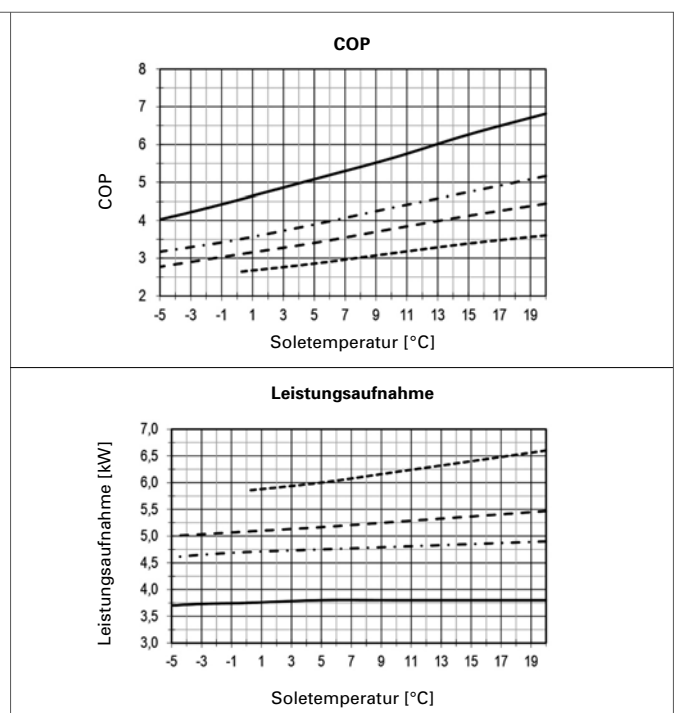 COP
8
7
6
5
4
3
2
COP
-5 -3 -1 1 3 5 7 9 11 13 15 17 19
Soletemperatur [°C]
Leistungsaufnahme
7,0
6,5
6,0
5,5
5,0
4,5
4,0
3,5
3,0
Leistungsaufnahme [kW]
-5 -3 -1 1 3 5 7 9 11 13 15 17 19
Soletemperatur [°C]